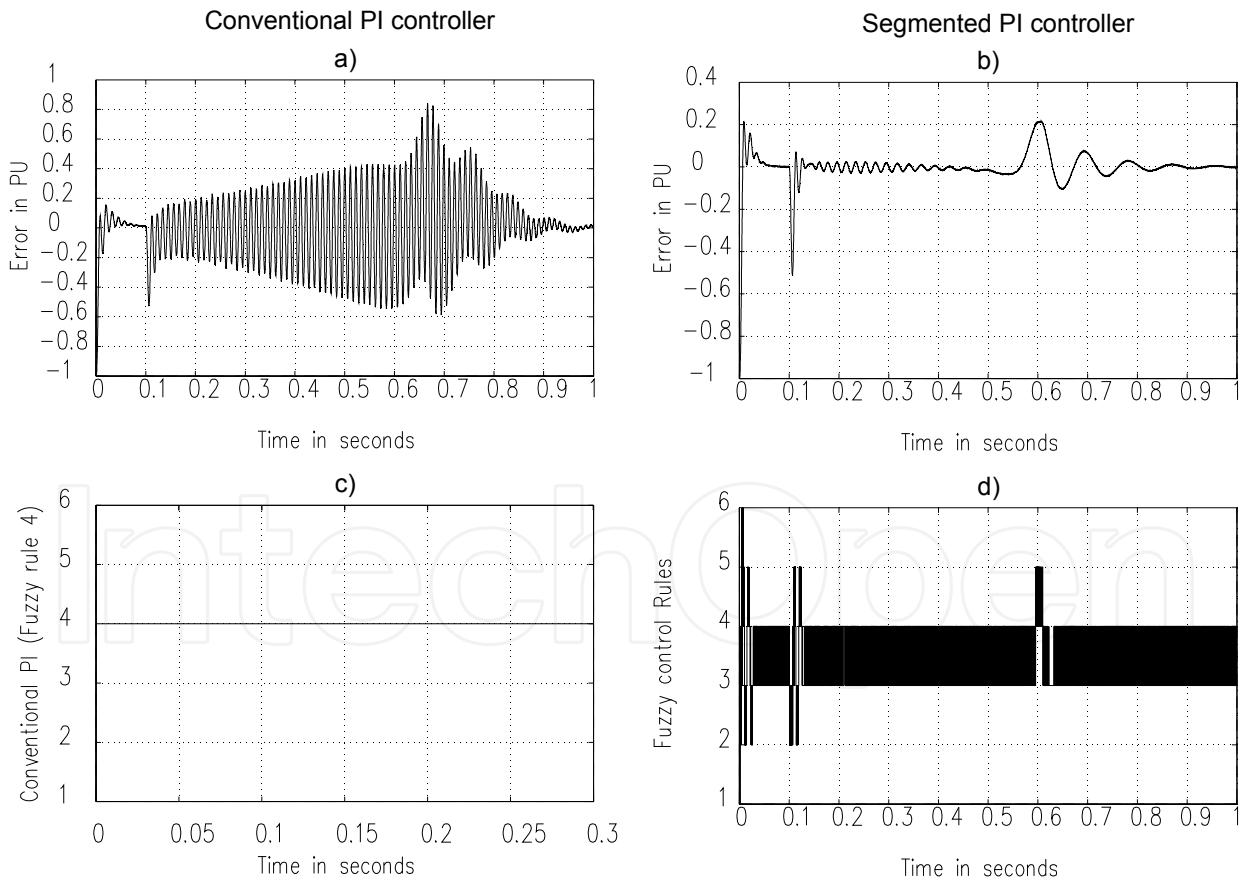 Conventional PI controller
Segmented PI controller
a)
1
0.8
0.6
0.4
0.2
0
−0.2
−0.4
−0.6
−0.8
−1
Error in PU
0 0.1 0.2 0.3 0.4 0.5 0.6 0.7 0.8 0.9 1
Time in seconds
b)
0.4
0.2
0
−0.2
−0.4
−0.6
−0.8
−1
Error in PU
0 0.1 0.2 0.3 0.4 0.5 0.6 0.7 0.8 0.9 1
Time in seconds
c)
6
5
4
3
2
1
Conventional PI (Fuzzy rule 4)
0 0.05 0.1 0.15 0.2 0.25 0.3
Time in seconds
d)
6
5
4
3
2
1
Fuzzy control Rules
0 0.1 0.2 0.3 0.4 0.5 0.6 0.7 0.8 0.9 1
Time in seconds
IntechOpen